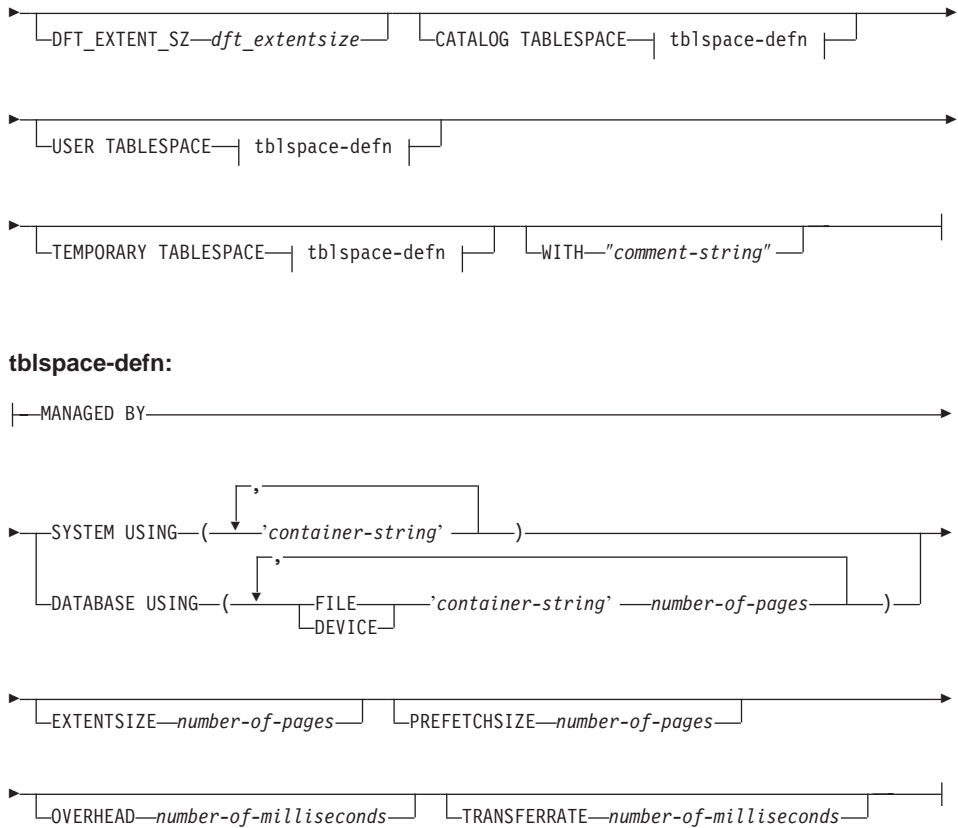 DFT_EXTENT_SZ dft_extentsize CATALOG TABLESPACE tblspace-defn
USER TABLESPACE tblspace-defn
TEMPORARY TABLESPACE tblspace-defn WITH "comment-string"
tblspace-defn:
MANAGED BY
,
SYSTEM USING ( 'container-string' )
,
DATABASE USING ( FILE 'container-string' number-of-pages )
DEVICE
EXTENTSIZE number-of-pages PREFETCHSIZE number-of-pages
OVERHEAD number-of-milliseconds TRANSFERRATE number-of-milliseconds